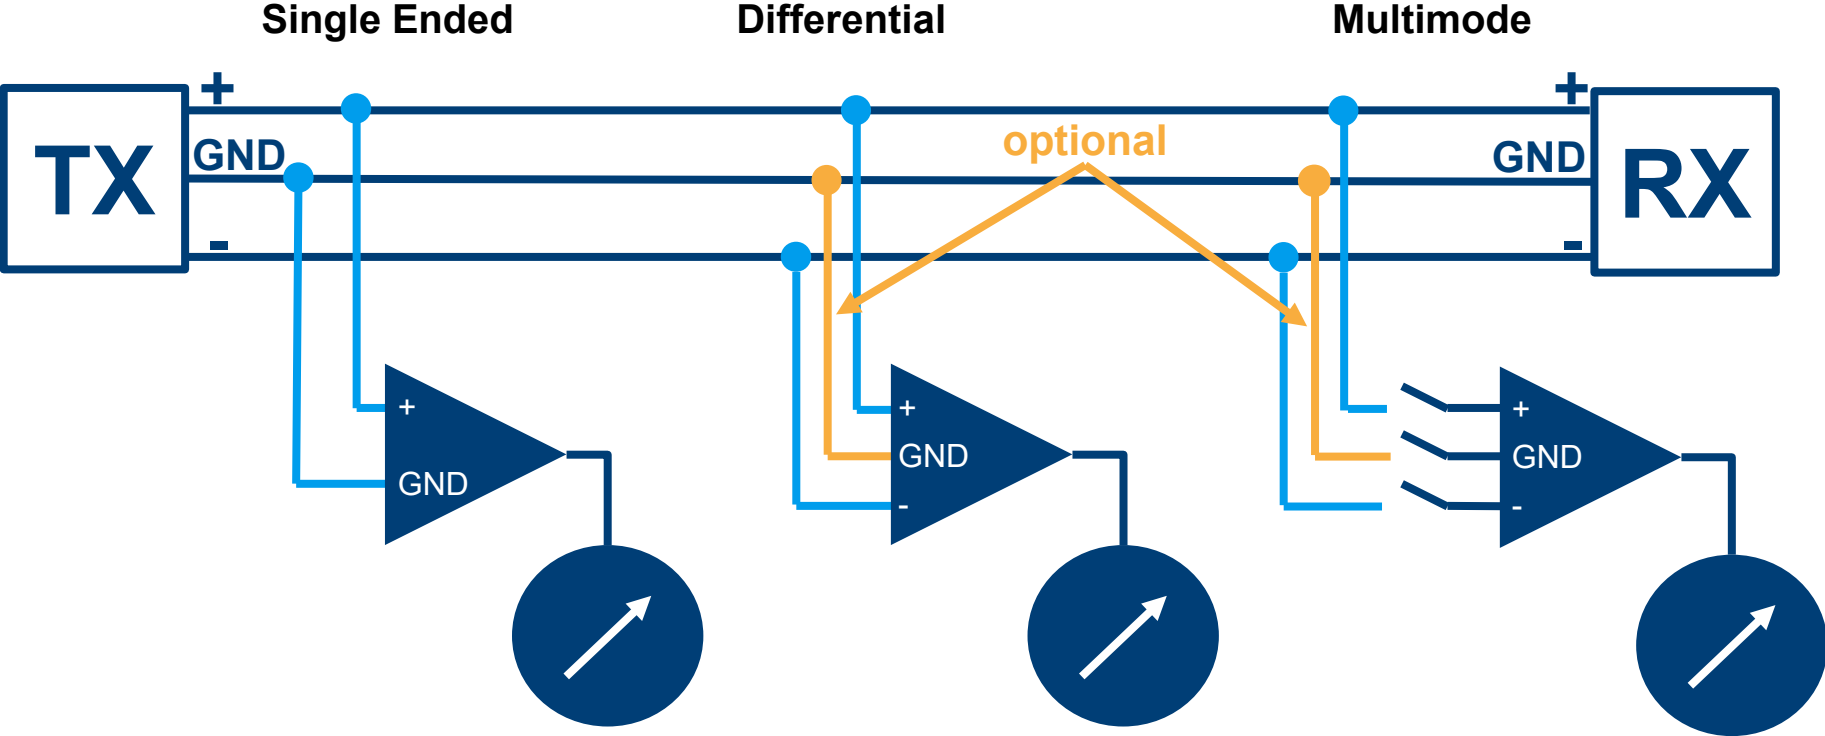 Single Ended
Differential
Multimode
+
+
TX
GND
optional
GND
RX
-
-
+
GND
+
GND
-
+
GND
-